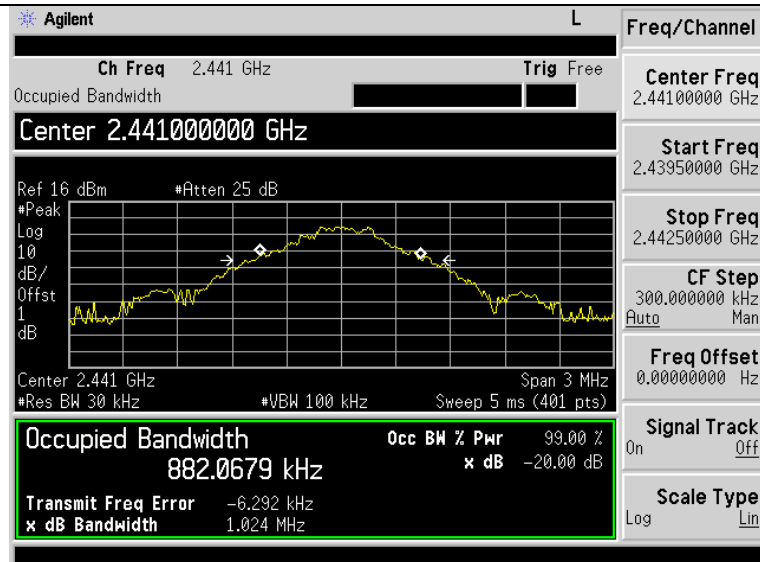 Agilent L
Freq/Channel
Ch Freq 2.441 GHz Trig Free
Occupied Bandwidth
Center 2.441000000 GHz
Ref 16 dBm #Atten 25 dB
#Peak
Log
10
dB/
Offst
1
dB
Center 2.441 GHz Span 3 MHz
#Res BW 30 kHz #VBW 100 kHz Sweep 5 ms (401 pts)
Occupied Bandwidth Occ BW % Pwr 99.00 %
882.0679 kHz x dB -20.00 dB
Transmit Freq Error -6.292 kHz
x dB Bandwidth 1.024 MHz
Center Freq
2.44100000 GHz
Start Freq
2.43950000 GHz
Stop Freq
2.44250000 GHz
CF Step
300.000000 kHz
Auto Man
Freq Offset
0.00000000 Hz
Signal Track
On Off
Scale Type
Log Lin